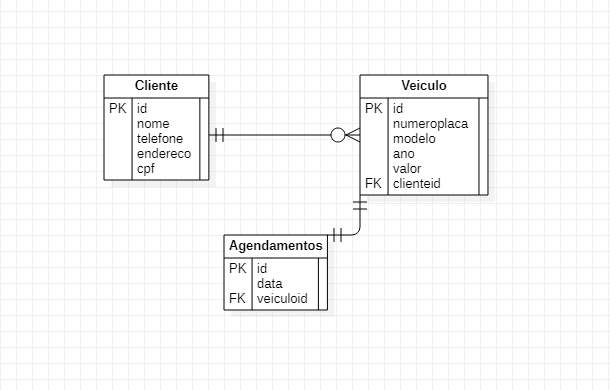 Cliente
PK id
nome
telefone
endereco
cpf
Veiculo
PK id
numeroplaca
modelo
ano
valor
FK clienteid
Agendamentos
PK id
data
FK veiculoid